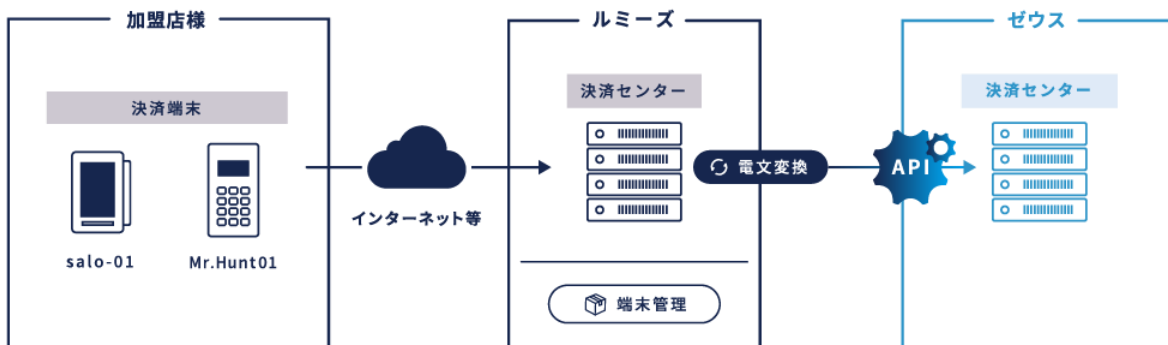 加盟店様
決済端末
salo-01
Mr.Hunt01
インターネット等
ルミーズ
決済センター
電文変換
端末管理
API
ゼウス
決済センター